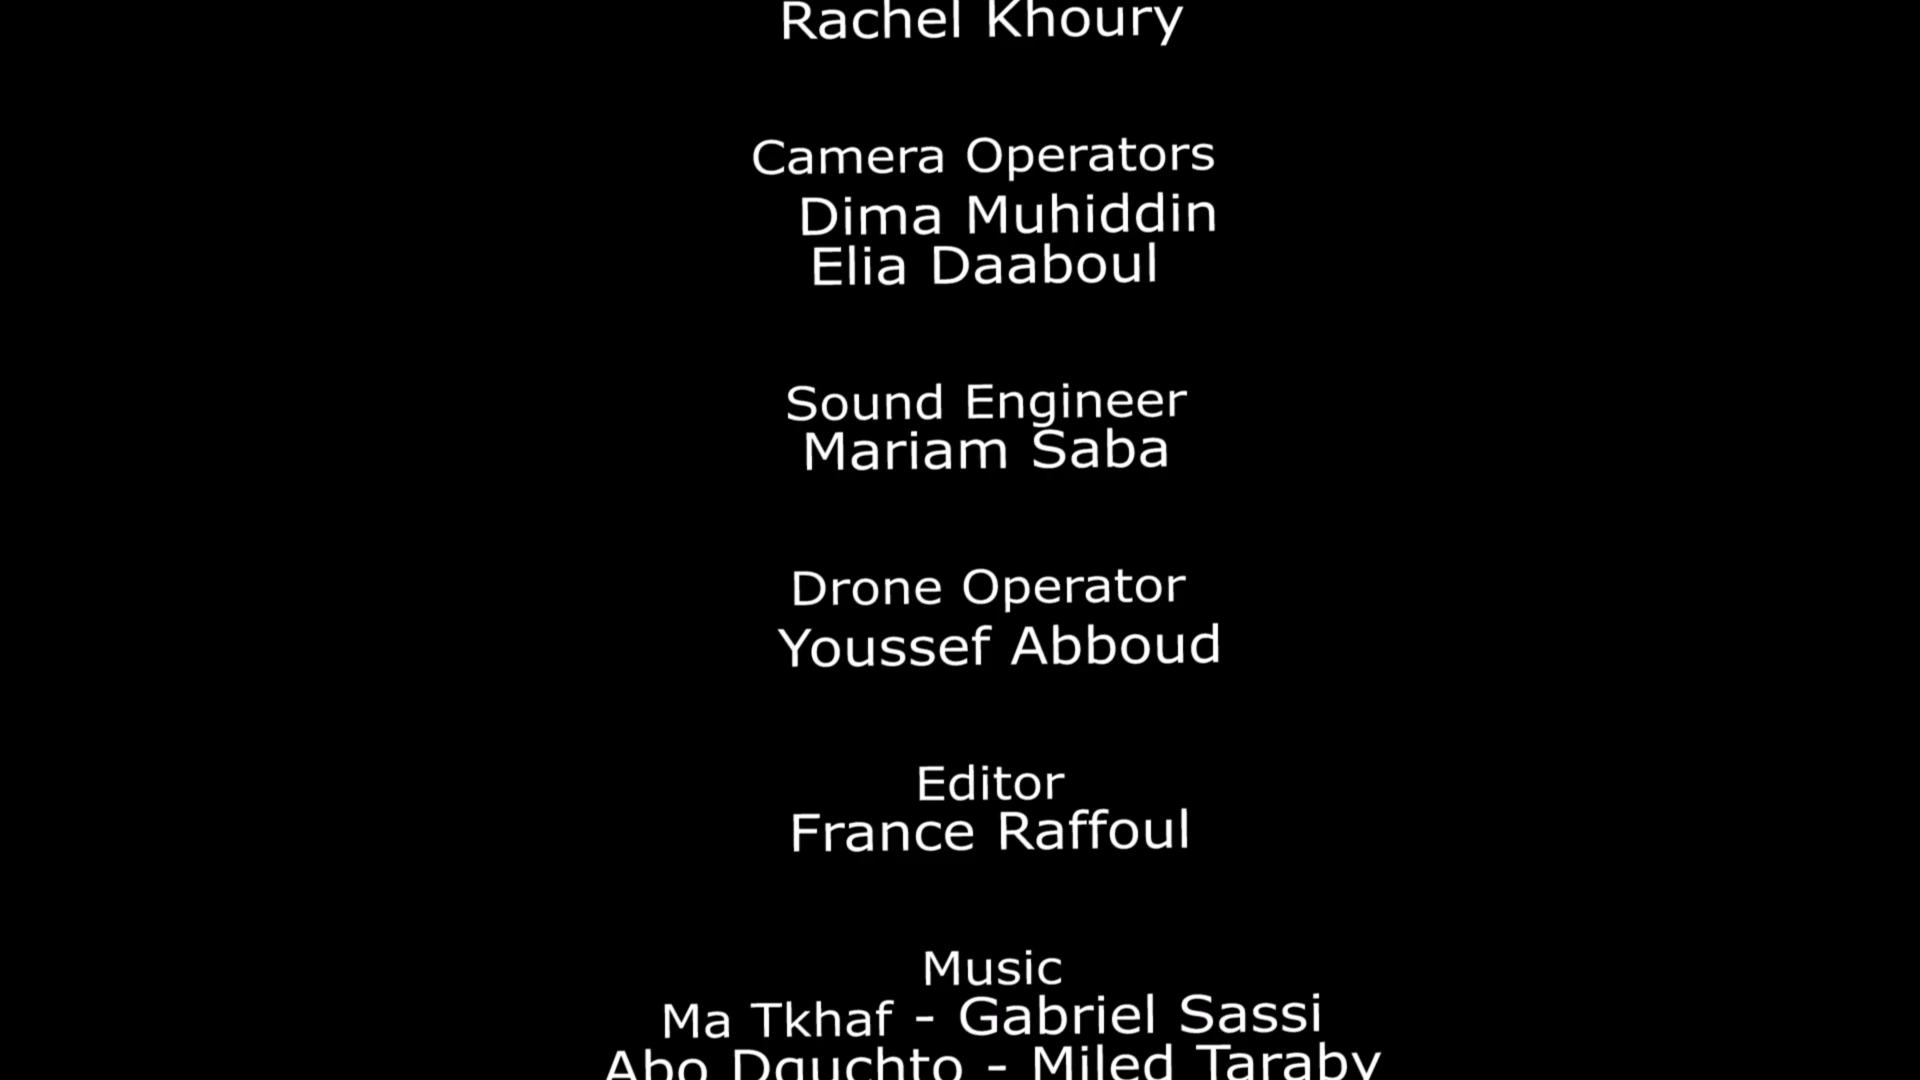 Rachel Khoury
Camera Operators
Dima Muhiddin
Elia Daaboul
Sound Engineer
Mariam Saba
Drone Operator
Youssef Abboud
Editor
France Raffoul
Music
Ma Tkhaf - Gabriel Sassi
Abo - Miled Taraby